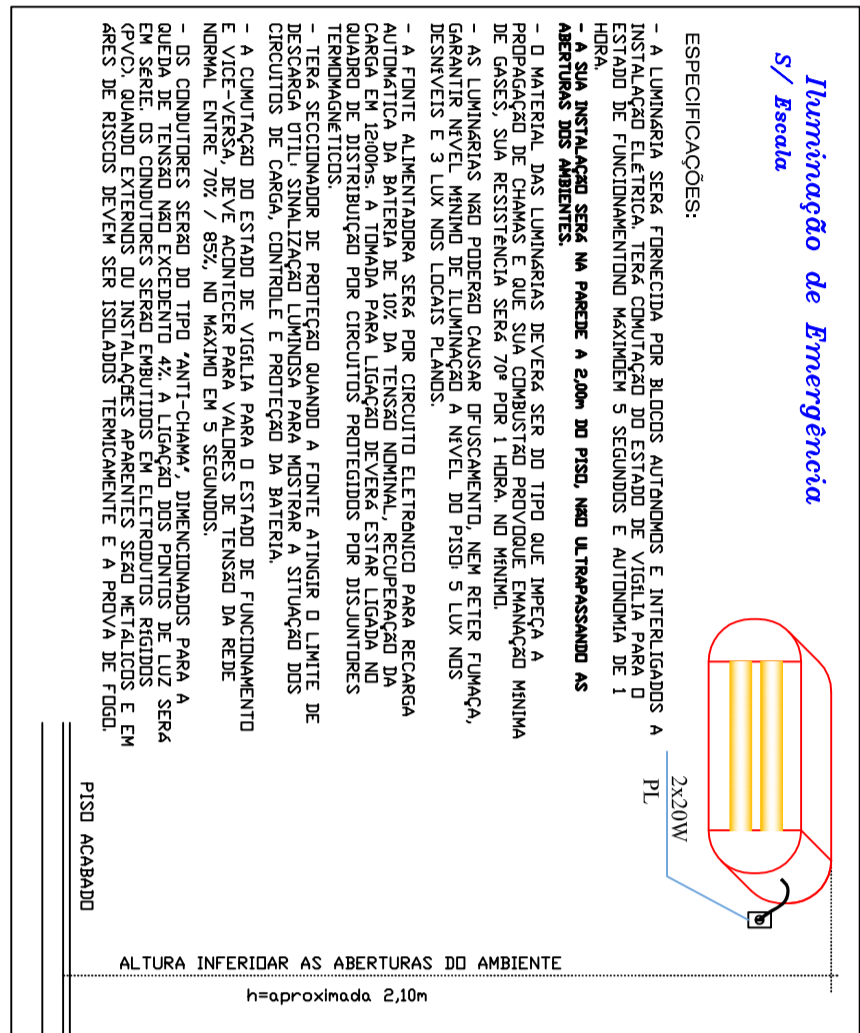 Iluminação de Emergência
S/ Escala
ESPECIFICAÇÕES:
- A LUMINÁRIA SERÁ FORNECIDA POR BLOCOS AUTÔNOMOS E INTERLIGADOS A
INSTALAÇÃO ELÉTRICA. TERÁ COMUTAÇÃO DO ESTADO DE VIGÍLIA PARA O
ESTADO DE FUNCIONAMENTONO MÁXIMOEM 5 SEGUNDOS E AUTONOMIA DE 1
HORA.
- A SUA INSTALAÇÃO SERÁ NA PAREDE A 2,00m DO PISO, NÃO ULTRAPASSANDO AS
ABERTURAS DOS AMBIENTES.
- O MATERIAL DAS LUMINÁRIAS DEVERÁ SER DO TIPO QUE IMPEÇA A
PROPAGAÇÃO DE CHAMAS E QUE SUA COMBUSTÃO PROVOQUE EMANAÇÃO MÍNIMA
DE GASES, SUA RESISTÊNCIA SERÁ 70º POR 1 HORA. NO MÍNIMO.
- AS LUMINÁRIAS NÃO PODERÃO CAUSAR OFUSCAMENTO, NEM RETER FUMAÇA,
GARANTIR NÍVEL MÍNIMO DE ILUMINAÇÃO A NÍVEL DO PISO: 5 LUX NOS
DESNÍVEIS E 3 LUX NOS LOCAIS PLANOS.
- A FONTE ALIMENTADORA SERÁ POR CIRCUITO ELETRÔNICO PARA RECARGA
AUTOMÁTICA DA BATERIA DE 10% DA TENSÃO NOMINAL, RECUPERAÇÃO DA
CARGA EM 12:00hs. A TOMADA PARA LIGAÇÃO DEVERÁ ESTAR LIGADA NO
QUADRO DE DISTRIBUIÇÃO POR CIRCUITOS PROTEGIDOS POR DISJUNTORES
TERMOMAGNÉTICOS.
- TERÁ SECCIONADOR DE PROTEÇÃO QUANDO A FONTE ATINGIR O LIMITE DE
DESCARGA ÚTIL: SINALIZAÇÃO LUMINOSA PARA MOSTRAR A SITUAÇÃO DOS
CIRCUITOS DE CARGA, CONTROLE E PROTEÇÃO DA BATERIA.
- A CUMUTAÇÃO DO ESTADO DE VIGÍLIA PARA O ESTADO DE FUNCIONAMENTO
E VICE-VERSA, DEVE ACONTECER PARA VALORES DE TENSÃO DA REDE
NORMAL ENTRE 70% / 85%, NO MÁXIMO EM 5 SEGUNDOS.
- OS CONDUTORES SERÃO DO TIPO "ANTI-CHAMA", DIMENCIONADOS PARA A
QUEDA DE TENSÃO NÃO EXCEDENTO 4%. A LIGAÇÃO DOS PONTOS DE LUZ SERÁ
EM SÉRIE. OS CONDUTORES SERÃO EMBUTIDOS EM ELETRODUTOS RÍGIDOS
(PVC). QUANDO EXTERNOS OU INSTALAÇÕES APARENTES SEÃO METÁLICOS E EM
ÁRES DE RISCOS DEVEM SER ISOLADOS TERMICAMENTE E A PROVA DE FOGO.
2x20W
PL
PISO ACABADO
ALTURA INFERIOAR AS ABERTURAS DO AMBIENTE
h=aproximada 2,10m